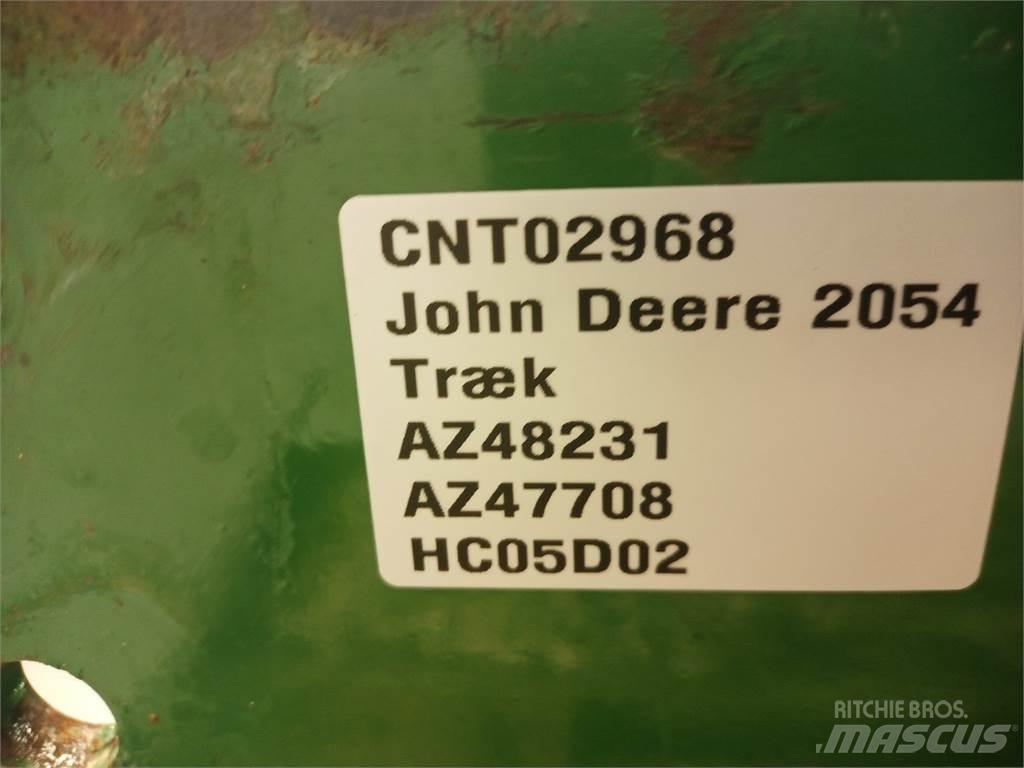 CNT02968
John Deere 2054
Træk
AZ48231
AZ47708
HC05D02
RITCHIE BROS.
MASCUS